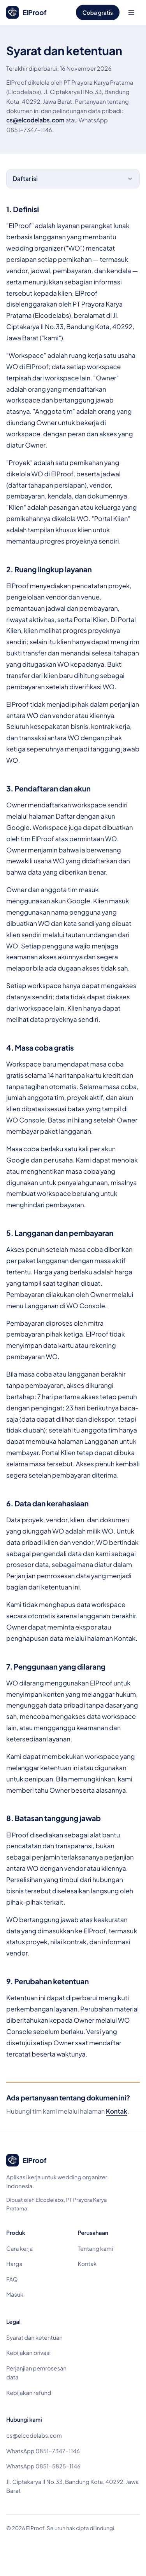 ElProof
Coba gratis
Syarat dan ketentuan
Terakhir diperbarui: 16 November 2026
ElProof dikelola oleh PT Prayora Karya Pratama
(Elcodelabs), Jl. Ciptakarya II No.33, Bandung
Kota, 40292, Jawa Barat. Pertanyaan tentang
dokumen ini dan pelindungan data pribadi:
cs@elcodelabs.com atau WhatsApp
0851-7347-1146.
Daftar isi
1. Definisi
"ElProof" adalah layanan perangkat lunak
berbasis langganan yang membantu
wedding organizer ("WO") mencatat
persiapan setiap pernikahan — termasuk
vendor, jadwal, pembayaran, dan kendala —
serta menunjukkan sebagian informasi
tersebut kepada klien. ElProof
diselenggarakan oleh PT Prayora Karya
Pratama (Elcodelabs), beralamat di Jl.
Ciptakarya II No.33, Bandung Kota, 40292,
Jawa Barat ("kami").
"Workspace" adalah ruang kerja satu usaha
WO di ElProof; data setiap workspace
terpisah dari workspace lain. "Owner"
adalah orang yang mendaftarkan
workspace dan bertanggung jawab
atasnya. "Anggota tim" adalah orang yang
diundang Owner untuk bekerja di
workspace, dengan peran dan akses yang
diatur Owner.
"Proyek" adalah satu pernikahan yang
dikelola WO di ElProof, beserta jadwal
(daftar tahapan persiapan), vendor,
pembayaran, kendala, dan dokumennya.
"Klien" adalah pasangan atau keluarga yang
pernikahannya dikelola WO. "Portal Klien"
adalah tampilan khusus klien untuk
memantau progres proyeknya sendiri.
2. Ruang lingkup layanan
ElProof menyediakan pencatatan proyek,
pengelolaan vendor dan venue,
pemantauan jadwal dan pembayaran,
riwayat aktivitas, serta Portal Klien. Di Portal
Klien, klien melihat progres proyeknya
sendiri; selain itu klien hanya dapat mengirim
bukti transfer dan menandai selesai tahapan
yang ditugaskan WO kepadanya. Bukti
transfer dari klien baru dihitung sebagai
pembayaran setelah diverifikasi WO.
ElProof tidak menjadi pihak dalam perjanjian
antara WO dan vendor atau kliennya.
Seluruh kesepakatan bisnis, kontrak kerja,
dan transaksi antara WO dengan pihak
ketiga sepenuhnya menjadi tanggung jawab
WO.
3. Pendaftaran dan akun
Owner mendaftarkan workspace sendiri
melalui halaman Daftar dengan akun
Google. Workspace juga dapat dibuatkan
oleh tim ElProof atas permintaan WO.
Owner menjamin bahwa ia berwenang
mewakili usaha WO yang didaftarkan dan
bahwa data yang diberikan benar.
Owner dan anggota tim masuk
menggunakan akun Google. Klien masuk
menggunakan nama pengguna yang
dibuatkan WO dan kata sandi yang dibuat
klien sendiri melalui tautan undangan dari
WO. Setiap pengguna wajib menjaga
keamanan akses akunnya dan segera
melapor bila ada dugaan akses tidak sah.
Setiap workspace hanya dapat mengakses
datanya sendiri; data tidak dapat diakses
dari workspace lain. Klien hanya dapat
melihat data proyeknya sendiri.
4. Masa coba gratis
Workspace baru mendapat masa coba
gratis selama 14 hari tanpa kartu kredit dan
tanpa tagihan otomatis. Selama masa coba,
jumlah anggota tim, proyek aktif, dan akun
klien dibatasi sesuai batas yang tampil di
WO Console. Batas ini hilang setelah Owner
membayar paket langganan.
Masa coba berlaku satu kali per akun
Google dan per usaha. Kami dapat menolak
atau menghentikan masa coba yang
digunakan untuk penyalahgunaan, misalnya
membuat workspace berulang untuk
menghindari pembayaran.
5. Langganan dan pembayaran
Akses penuh setelah masa coba diberikan
per paket langganan dengan masa aktif
tertentu. Harga yang berlaku adalah harga
yang tampil saat tagihan dibuat.
Pembayaran dilakukan oleh Owner melalui
menu Langganan di WO Console.
Pembayaran diproses oleh mitra
pembayaran pihak ketiga. ElProof tidak
menyimpan data kartu atau rekening
pembayaran WO.
Bila masa coba atau langganan berakhir
tanpa pembayaran, akses dikurangi
bertahap: 7 hari pertama akses tetap penuh
dengan pengingat; 23 hari berikutnya baca-
saja (data dapat dilihat dan diekspor, tetapi
tidak diubah); setelah itu anggota tim hanya
dapat membuka halaman Langganan untuk
membayar. Portal Klien tetap dapat dibuka
selama masa tersebut. Akses penuh kembali
segera setelah pembayaran diterima.
6. Data dan kerahasiaan
Data proyek, vendor, klien, dan dokumen
yang diunggah WO adalah milik WO. Untuk
data pribadi klien dan vendor, WO bertindak
sebagai pengendali data dan kami sebagai
prosesor data, sebagaimana diatur dalam
Perjanjian pemrosesan data yang menjadi
bagian dari ketentuan ini.
Kami tidak menghapus data workspace
secara otomatis karena langganan berakhir.
Owner dapat meminta ekspor atau
penghapusan data melalui halaman Kontak.
7. Penggunaan yang dilarang
WO dilarang menggunakan ElProof untuk
menyimpan konten yang melanggar hukum,
mengunggah data pribadi tanpa dasar yang
sah, mencoba mengakses data workspace
lain, atau mengganggu keamanan dan
ketersediaan layanan.
Kami dapat membekukan workspace yang
melanggar ketentuan ini atau digunakan
untuk penipuan. Bila memungkinkan, kami
memberi tahu Owner beserta alasannya.
8. Batasan tanggung jawab
ElProof disediakan sebagai alat bantu
pencatatan dan transparansi, bukan
sebagai penjamin terlaksananya perjanjian
antara WO dengan vendor atau kliennya.
Perselisihan yang timbul dari hubungan
bisnis tersebut diselesaikan langsung oleh
pihak-pihak terkait.
WO bertanggung jawab atas keakuratan
data yang dimasukkan ke ElProof, termasuk
status proyek, nilai kontrak, dan informasi
vendor.
9. Perubahan ketentuan
Ketentuan ini dapat diperbarui mengikuti
perkembangan layanan. Perubahan material
diberitahukan kepada Owner melalui WO
Console sebelum berlaku. Versi yang
disetujui setiap Owner saat mendaftar
tercatat beserta waktunya.
Ada pertanyaan tentang dokumen ini?
Hubungi tim kami melalui halaman Kontak.
ElProof
Aplikasi kerja untuk wedding organizer
Indonesia.
Dibuat oleh Elcodelabs, PT Prayora Karya
Pratama.
Produk
Cara kerja
Harga
FAQ
Masuk
Perusahaan
Tentang kami
Kontak
Legal
Syarat dan ketentuan
Kebijakan privasi
Perjanjian pemrosesan
data
Kebijakan refund
Hubungi kami
cs@elcodelabs.com
WhatsApp 0851-7347-1146
WhatsApp 0851-5825-1146
Jl. Ciptakarya II No.33, Bandung Kota, 40292, Jawa
Barat
© 2026 ElProof. Seluruh hak cipta dilindungi.